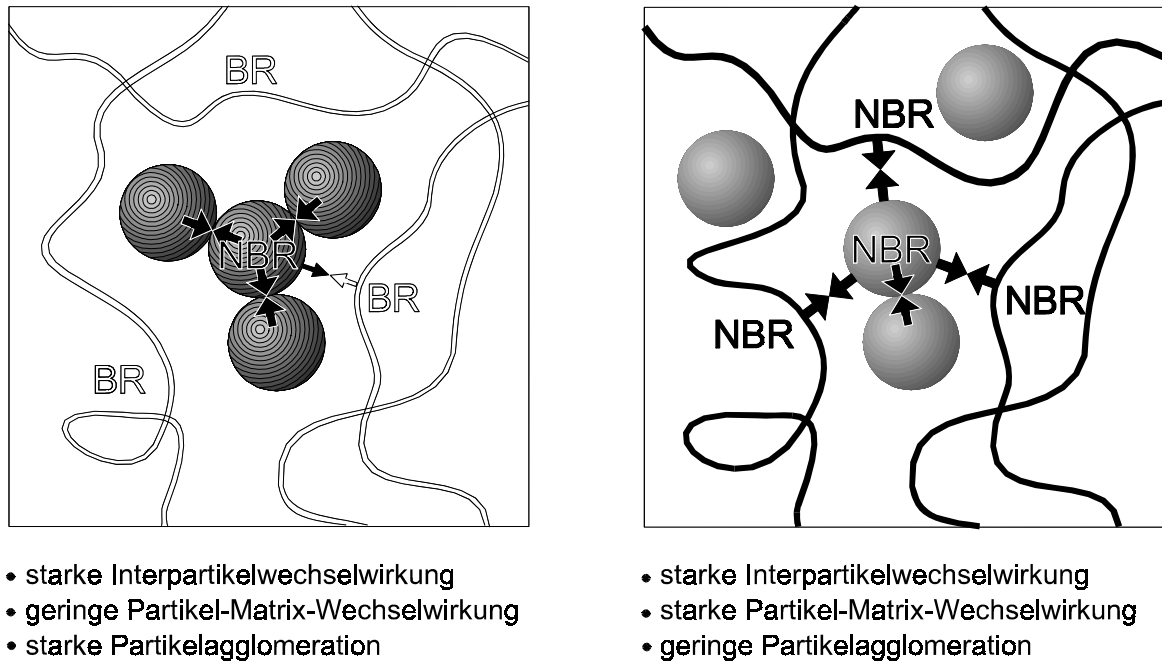 BR
NBR
BR
BR
• starke Interpartikelwechselwirkung
• geringe Partikel-Matrix-Wechselwirkung
• starke Partikelagglomeration
NBR
NBR
NBR
NBR
• starke Interpartikelwechselwirkung
• starke Partikel-Matrix-Wechselwirkung
• geringe Partikelagglomeration